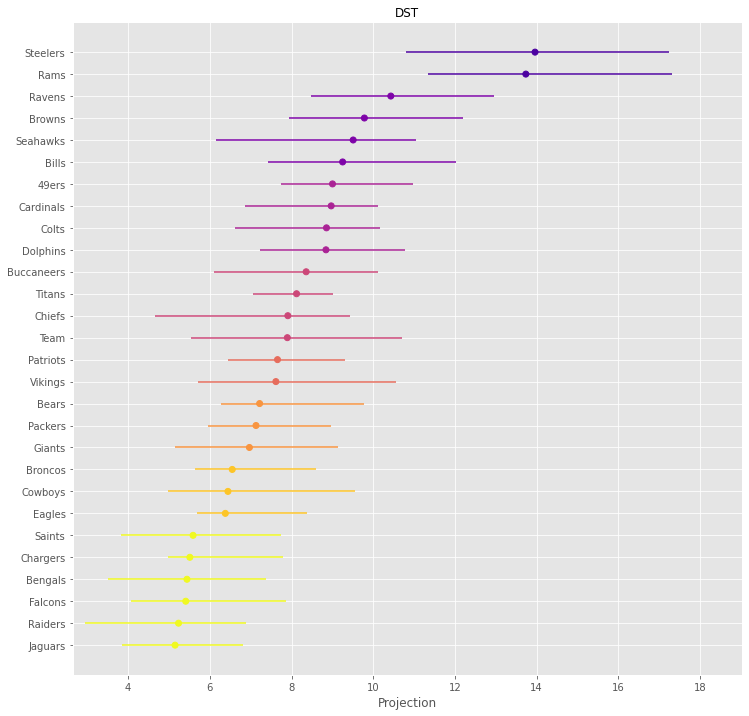 DST
Steelers
Rams
Ravens
Browns
Seahawks
Bills
49ers
Cardinals
Colts
Dolphins
Buccaneers
Titans
Chiefs
Team
Patriots
Vikings
Bears
Packers
Giants
Broncos
Cowboys
Eagles
Saints
Chargers
Bengals
Falcons
Raiders
Jaguars
4 6 8 10 12 14 16 18
Projection